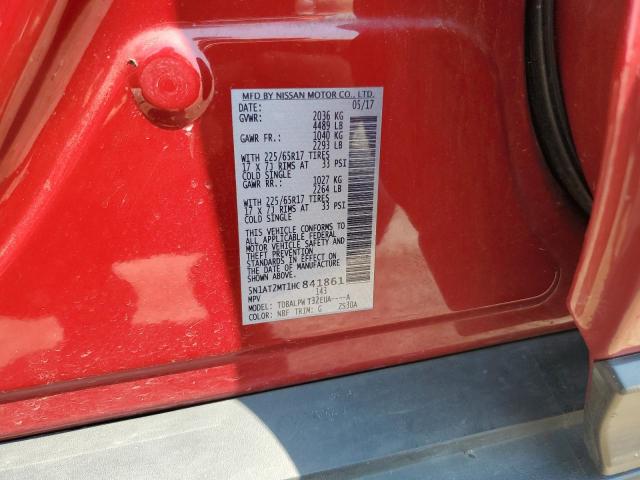 MFD BY NISSAN MOTOR CO., LTD.
DATE: 05/17
GVWR: 2036 KG
4489 LB
GAWR FR.: 1040 KG
2293 LB
WITH 225/65R17 TIRES
17 X 7J RIMS AT 33 PSI
COLD SINGLE
GAWR RR.: 1027 KG
2264 LB
WITH 225/65R17 TIRES
17 X 7J RIMS AT 33 PSI
COLD SINGLE
THIS VEHICLE CONFORMS TO
ALL APPLICABLE FEDERAL
MOTOR VEHICLE SAFETY AND
THEFT PREVENTION
STANDARDS IN EFFECT ON
THE DATE OF MANUFACTURE
SHOWN ABOVE.
5N1AT2MT1HC841861
MPV 143
MODEL: TDBALPW T32EUA----A
COLOR: NBF TRIM: G Z530A